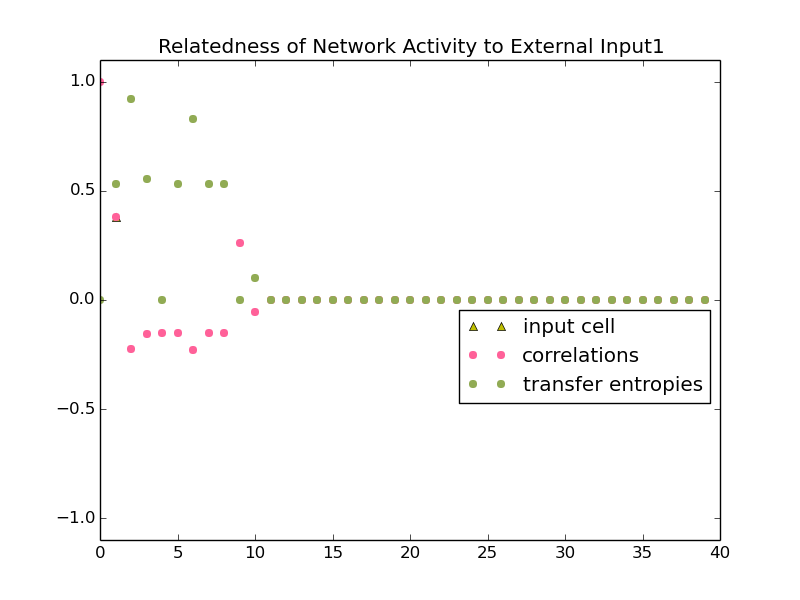 Relatedness of Network Activity to External Input1
1.0
0.5
0.0
−0.5
−1.0
input cell
correlations
transfer entropies
0 5 10 15 20 25 30 35 40